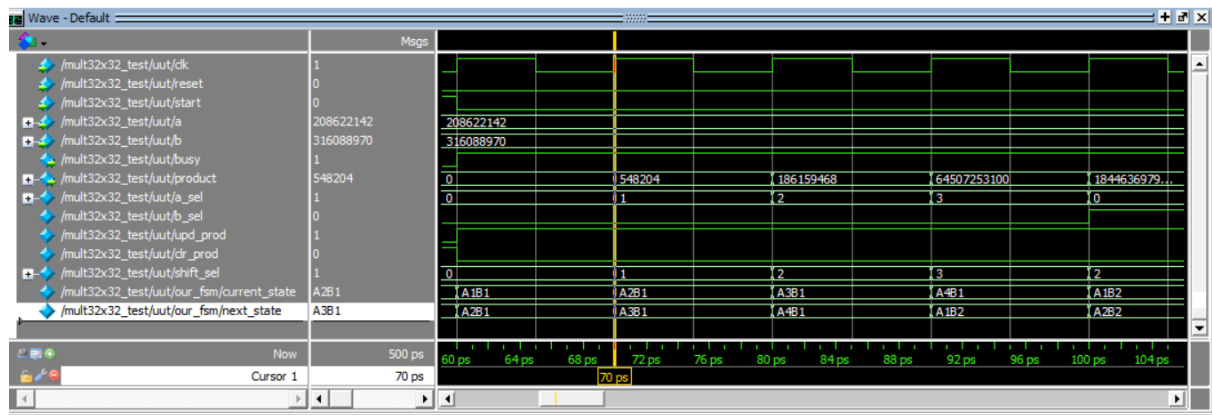 Wave - Default
Msgs
/mult32x32_test/uut/clk 1
/mult32x32_test/uut/reset 0
/mult32x32_test/uut/start 0
/mult32x32_test/uut/a 208622142 208622142
/mult32x32_test/uut/b 316088970 316088970
/mult32x32_test/uut/busy 1
/mult32x32_test/uut/product 548204 0 548204 186159468 64507253100 1844636979...
/mult32x32_test/uut/a_sel 1 0 1 2 3 0
/mult32x32_test/uut/b_sel 0
/mult32x32_test/uut/upd_prod 1
/mult32x32_test/uut/clr_prod 0
/mult32x32_test/uut/shift_sel 1 0 1 2 3 2
/mult32x32_test/uut/our_fsm/current_state A2B1 A1B1 A2B1 A3B1 A4B1 A1B2
/mult32x32_test/uut/our_fsm/next_state A3B1 A2B1 A3B1 A4B1 A1B2 A2B2
Now 500 ps 60 ps 64 ps 68 ps 72 ps 76 ps 80 ps 84 ps 88 ps 92 ps 96 ps 100 ps 104 ps
Cursor 1 70 ps 70 ps